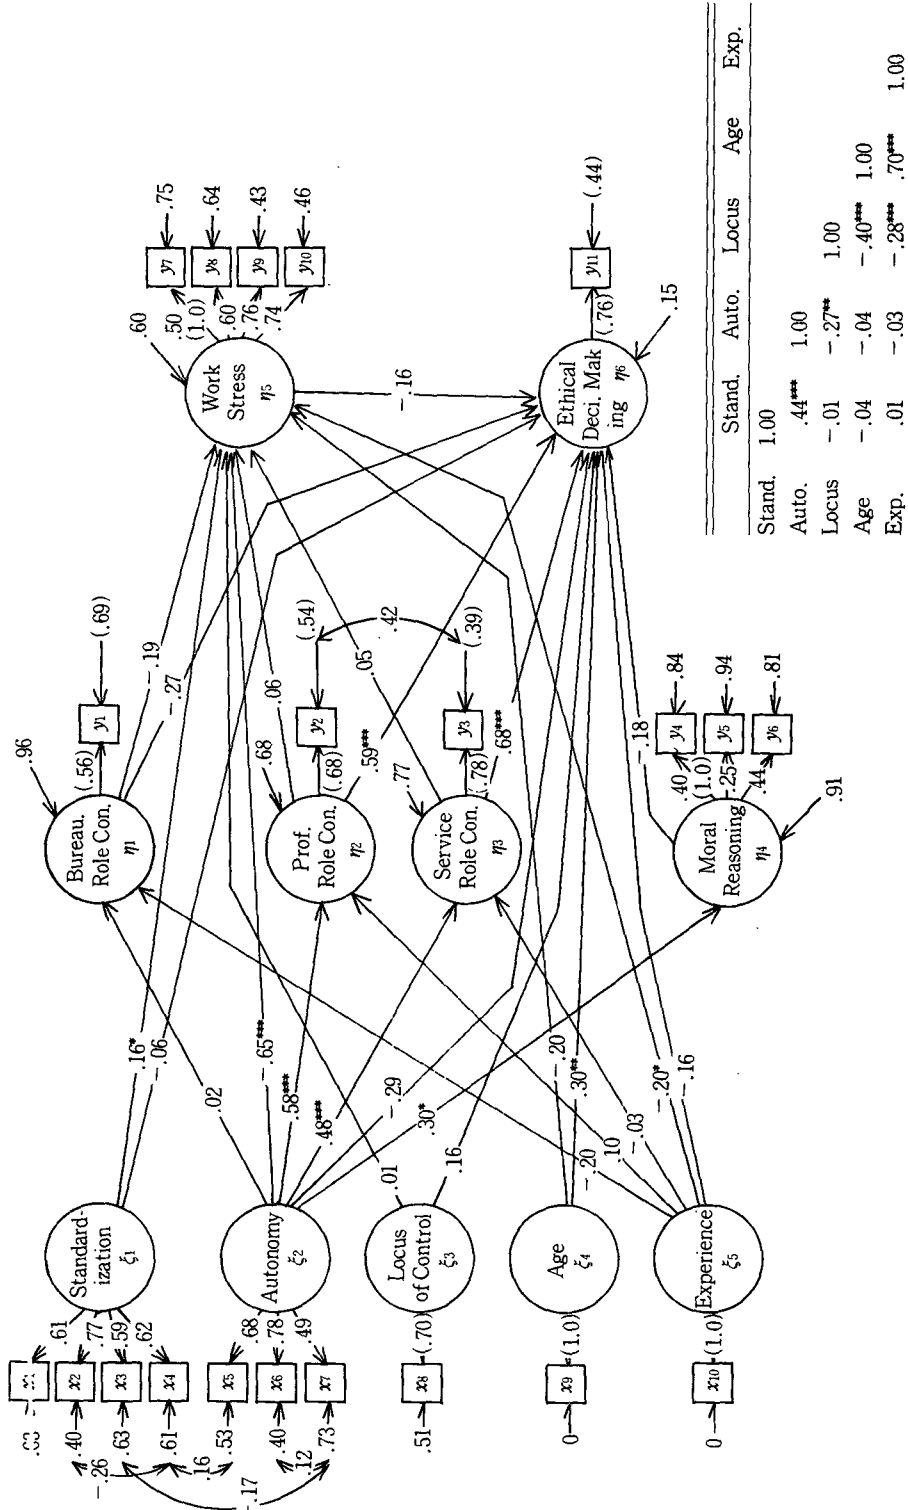 Standard-
ization
ξ1
Autonomy
ξ2
Locus
of Control
ξ3
Age
ξ4
Experience
ξ5
x2
x3
x4
x5
x6
x7
x8
x9
x10
.40
.63
.61
.53
.40
.73
.51
0
0
-.26
.16
-.17
.12
.61
.77
.59
.62
.68
.78
.49
(.70)
(1.0)
(1.0)
.16*
-.06
.02
-.65***
.58***
.48***
-.29
.30*
.01
.16
-.20
.30**
-.20
.10
-.03
-.20*
-.16
Bureau.
Role Con.
η1
.96
(.56)
y1
(.69)
-.19
-.27
Prof.
Role Con.
η2
.68
(.68)
y2
(.54)
.06
.59***
.42
Service
Role Con.
η3
.77
(.78)
y3
(.39)
.05
.68***
Moral
Reasoning
η4
.91
.40
(1.0)
.25
.44
y4
y5
y6
.84
.94
.81
-.18
Work
Stress
η5
.60
.50
(1.0)
.60
.76
.74
y7
y8
y9
y10
.75
.64
.43
.46
-.16
Ethical
Deci. Mak
ing η6
(.76)
y11
(.44)
.15
Stand. Auto. Locus Age Exp.
Stand. 1.00
Auto. .44*** 1.00
Locus -.01 -.27** 1.00
Age -.04 -.04 -.40*** 1.00
Exp. .01 -.03 -.28*** .70*** 1.00